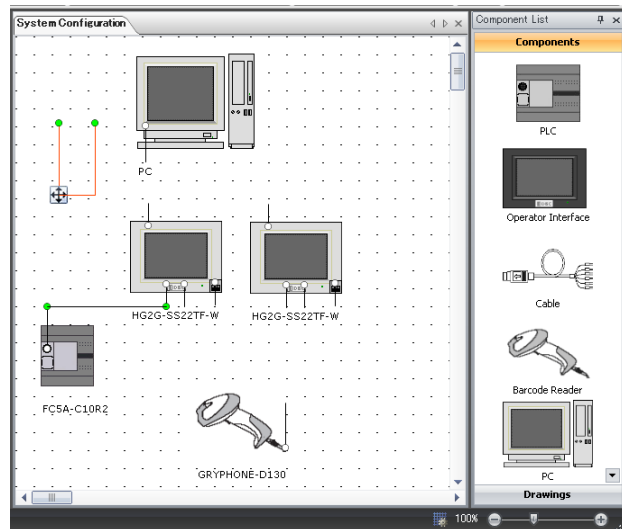 System Configuration
Component List
Components
PC
PLC
Operator Interface
HG2G-SS22TF-W
HG2G-SS22TF-W
Cable
FC5A-C10R2
Barcode Reader
GRYPHONE-D130
PC
Drawings
100%